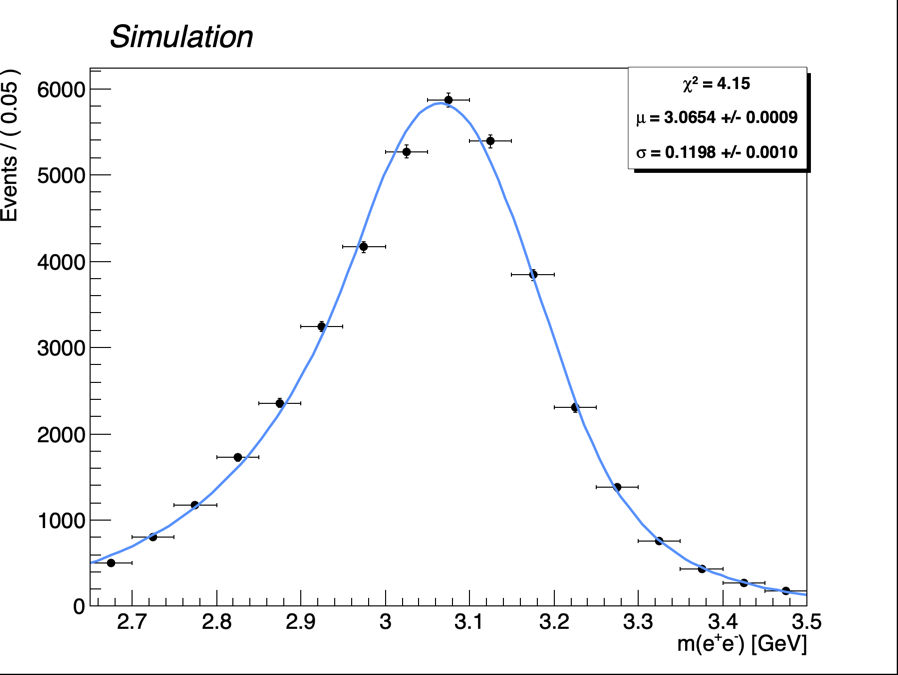 Simulation
χ² = 4.15
μ = 3.0654 +/- 0.0009
σ = 0.1198 +/- 0.0010
Events / ( 0.05 )
6000
5000
4000
3000
2000
1000
0
2.7 2.8 2.9 3 3.1 3.2 3.3 3.4 3.5
m(e⁺e⁻) [GeV]